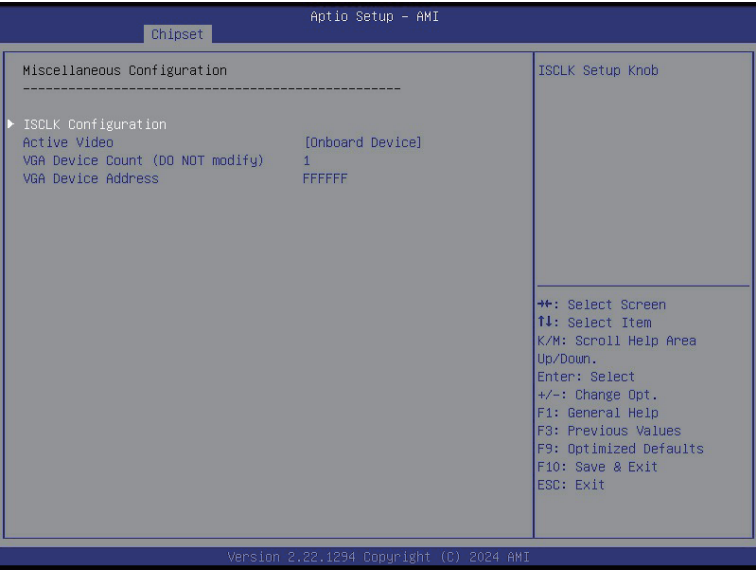 Aptio Setup – AMI
Chipset
Miscellaneous Configuration
--------------------------------------------------
ISCLK Configuration
Active Video [Onboard Device]
VGA Device Count (DO NOT modify) 1
VGA Device Address FFFFFF
ISCLK Setup Knob
→←: Select Screen
↑↓: Select Item
K/M: Scroll Help Area
Up/Down.
Enter: Select
+/-: Change Opt.
F1: General Help
F3: Previous Values
F9: Optimized Defaults
F10: Save & Exit
ESC: Exit
Version 2.22.1294 Copyright (C) 2024 AMI